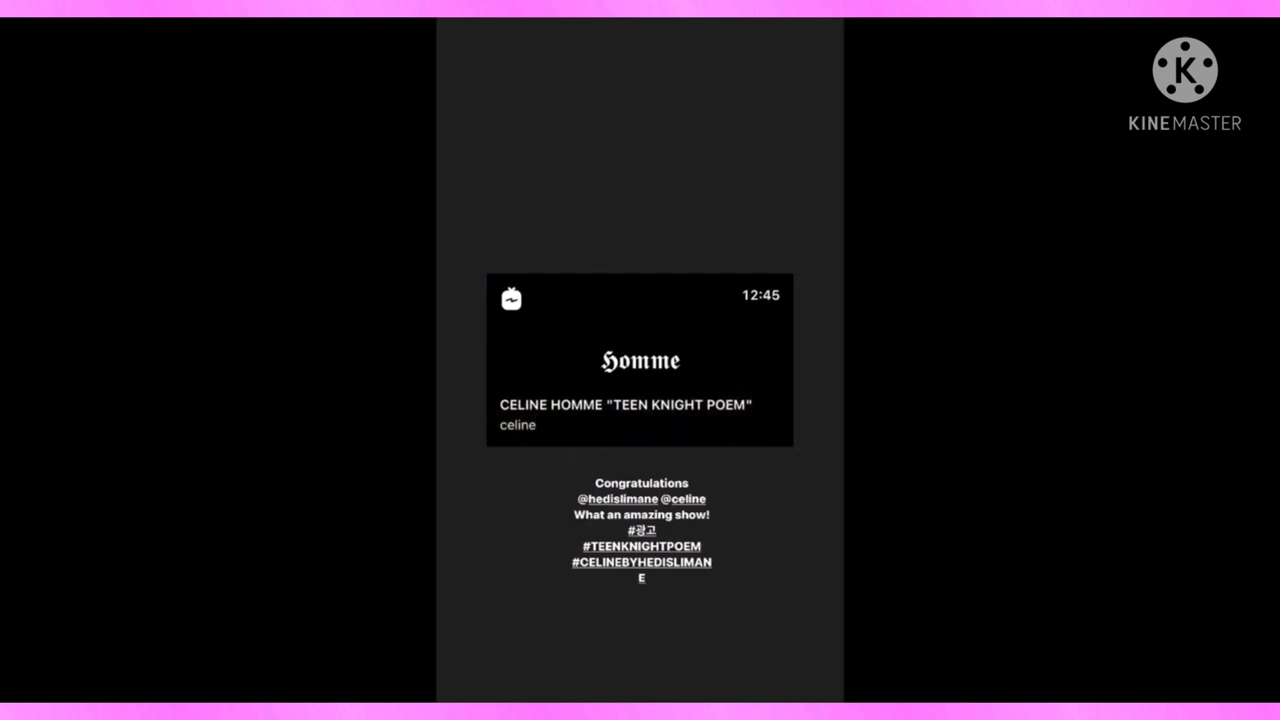 K
KINEMASTER
12:45
Homme
CELINE HOMME "TEEN KNIGHT POEM"
celine
Congratulations
@hedislimane @celine
What an amazing show!
#광고
#TEENKNIGHTPOEM
#CELINEBYHEDISLIMAN
E